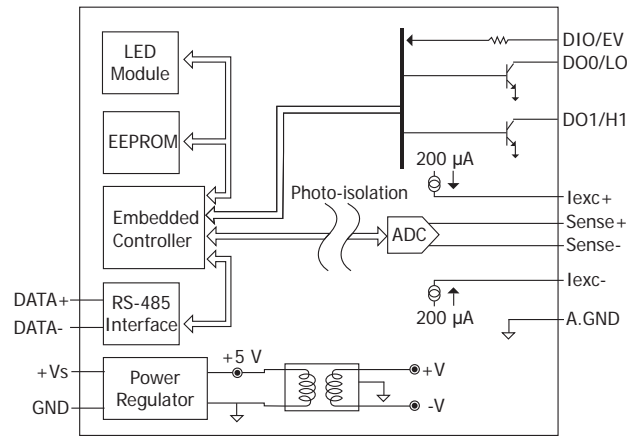 LED
Module
EEPROM
Embedded
Controller
RS-485
Interface
DATA+
DATA-
+Vs
GND
Power
Regulator
+5 V
+V
-V
Photo-isolation
ADC
DIO/EV
DO0/LO
DO1/H1
200 µA
Iexc+
Sense+
Sense-
Iexc-
200 µA
A.GND